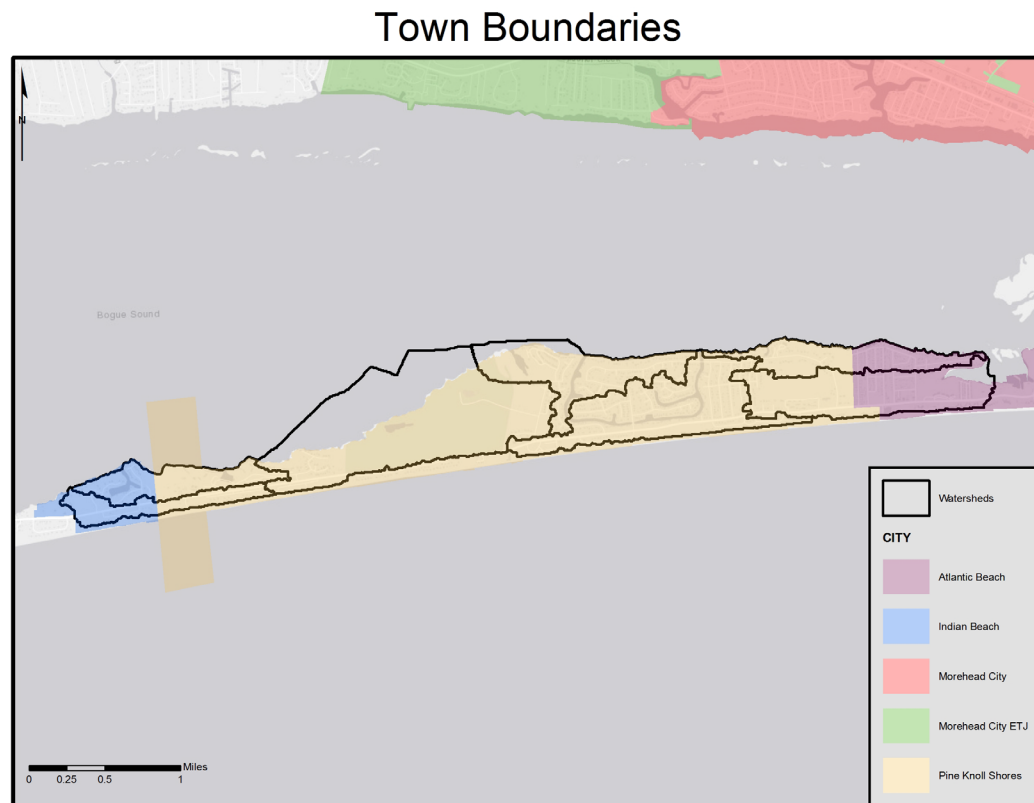 Town Boundaries
N
Bogue Sound
Watersheds
CITY
Atlantic Beach
Indian Beach
Morehead City
Morehead City ETJ
Pine Knoll Shores
Miles
0 0.25 0.5 1